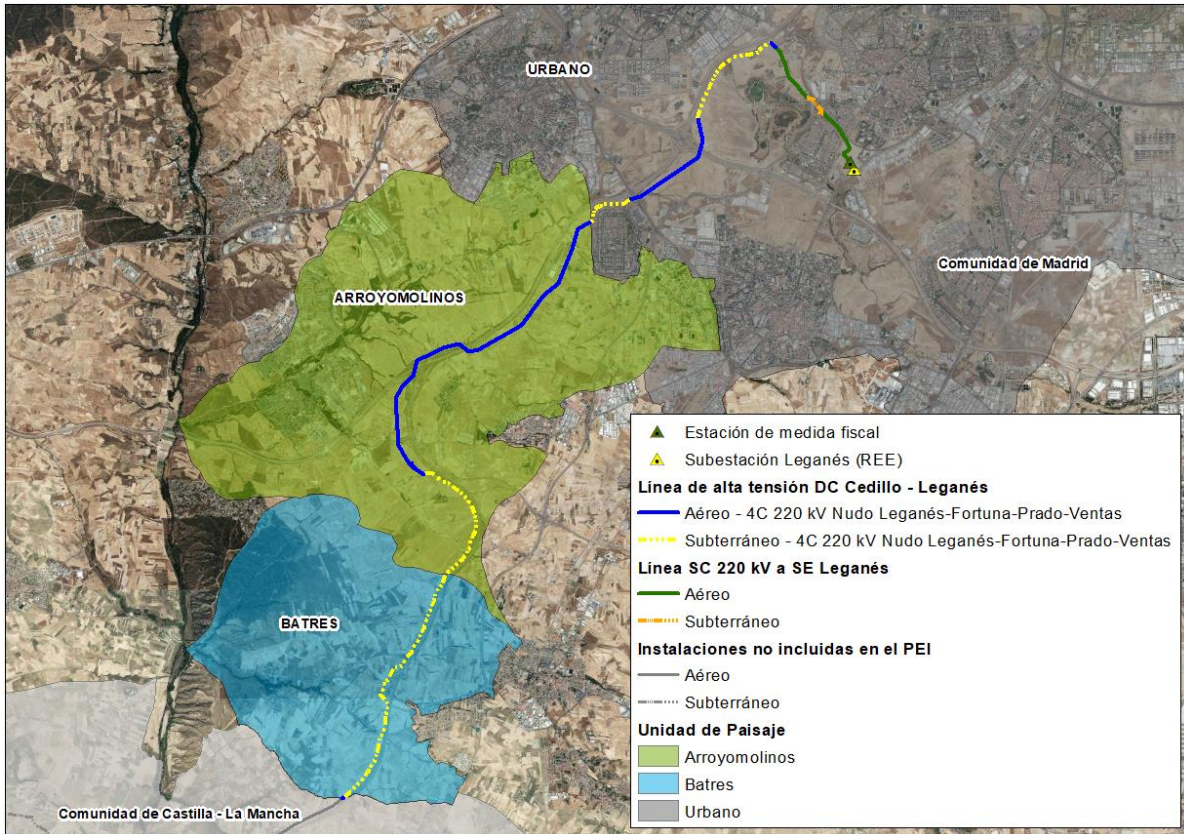 URBANO
Comunidad de Madrid
ARROYOMOLINOS
BATRES
Comunidad de Castilla - La Mancha
Estación de medida fiscal
Subestación Leganés (REE)
Línea de alta tensión DC Cedillo - Leganés
Aéreo - 4C 220 kV Nudo Leganés-Fortuna-Prado-Ventas
Subterráneo - 4C 220 kV Nudo Leganés-Fortuna-Prado-Ventas
Línea SC 220 kV a SE Leganés
Aéreo
Subterráneo
Instalaciones no incluidas en el PEI
Aéreo
Subterráneo
Unidad de Paisaje
Arroyomolinos
Batres
Urbano